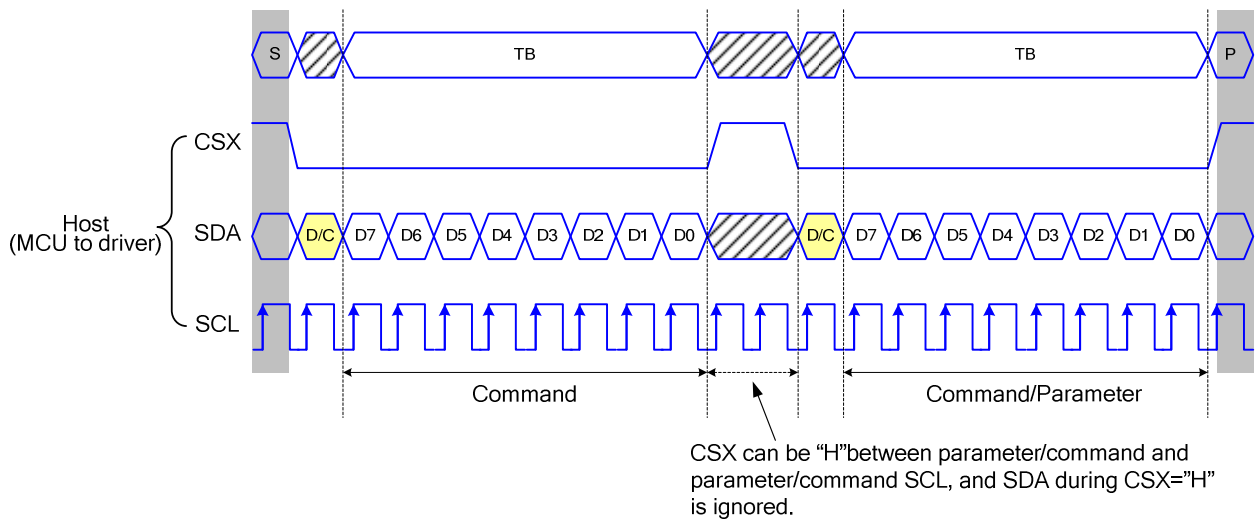 S TB TB P
CSX
Host
(MCU to driver)
SDA D/C D7 D6 D5 D4 D3 D2 D1 D0 D/C D7 D6 D5 D4 D3 D2 D1 D0
SCL
Command Command/Parameter
CSX can be “H”between parameter/command and
parameter/command SCL, and SDA during CSX=”H”
is ignored.